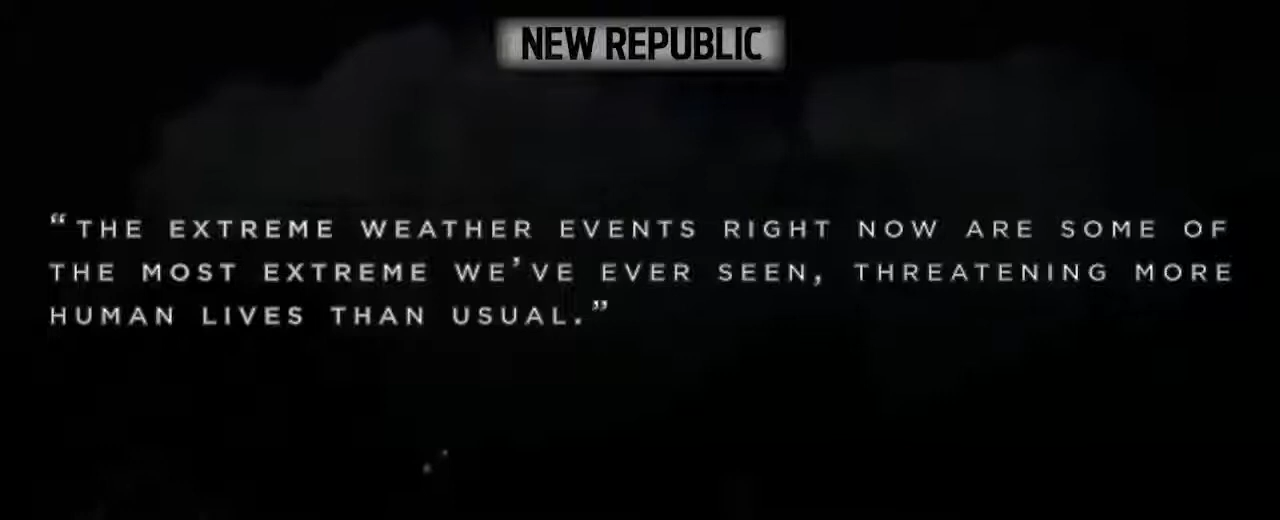 NEW REPUBLIC
“THE EXTREME WEATHER EVENTS RIGHT NOW ARE SOME OF
THE MOST EXTREME WE’VE EVER SEEN, THREATENING MORE
HUMAN LIVES THAN USUAL.”